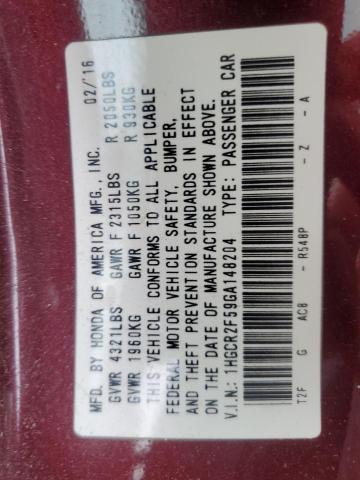 MFD. BY HONDA OF AMERICA MFG., INC. 02/'16
GVWR 4321LBS GAWR F 2315LBS R 2050LBS
GVWR 1960KG GAWR F 1050KG R 930KG
THIS VEHICLE CONFORMS TO ALL APPLICABLE
FEDERAL MOTOR VEHICLE SAFETY, BUMPER,
AND THEFT PREVENTION STANDARDS IN EFFECT
ON THE DATE OF MANUFACTURE SHOWN ABOVE.
V.I.N.: 1HGCR2F59GA148204 TYPE: PASSENGER CAR
T2F G AC8 - R548P - Z - A